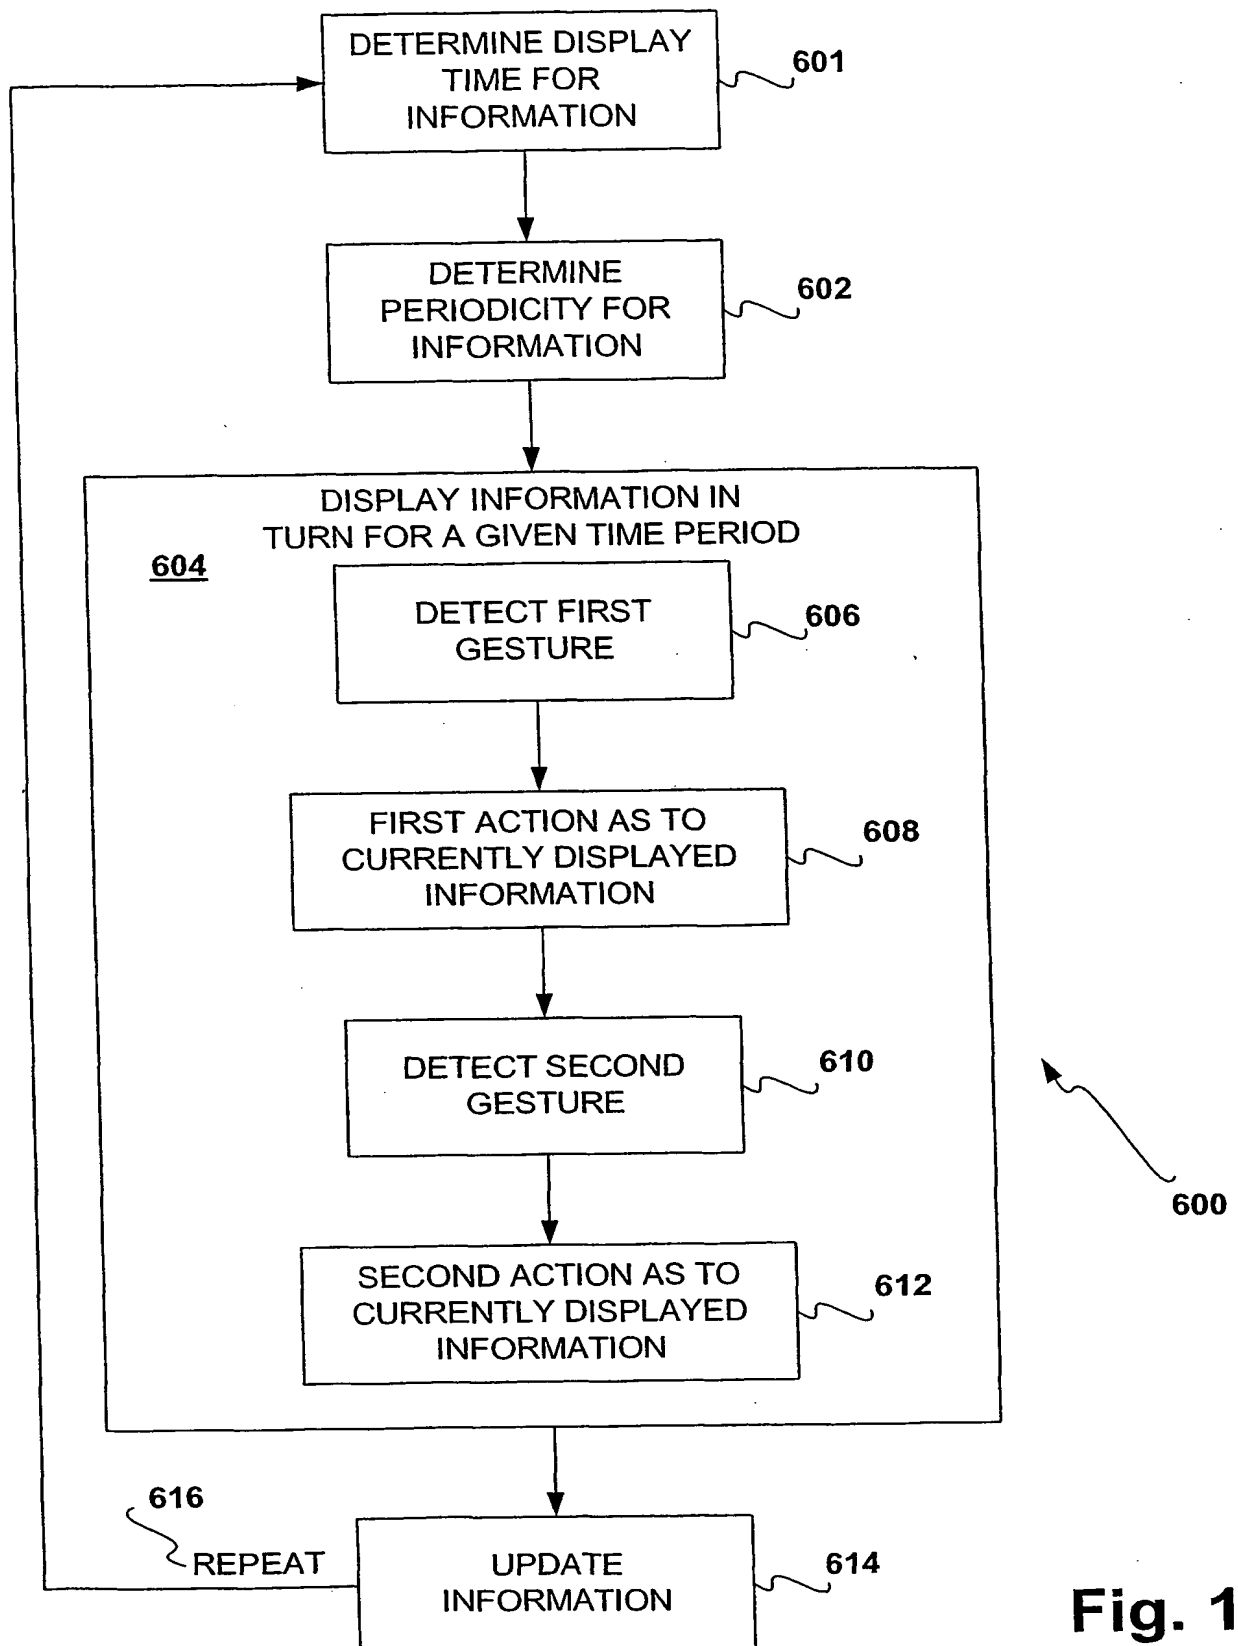 DETERMINE DISPLAY
TIME FOR
INFORMATION
601
DETERMINE
PERIODICITY FOR
INFORMATION
602
DISPLAY INFORMATION IN
TURN FOR A GIVEN TIME PERIOD
604
DETECT FIRST
GESTURE
606
FIRST ACTION AS TO
CURRENTLY DISPLAYED
INFORMATION
608
DETECT SECOND
GESTURE
610
600
SECOND ACTION AS TO
CURRENTLY DISPLAYED
INFORMATION
612
616
REPEAT
UPDATE
INFORMATION
614
Fig. 1